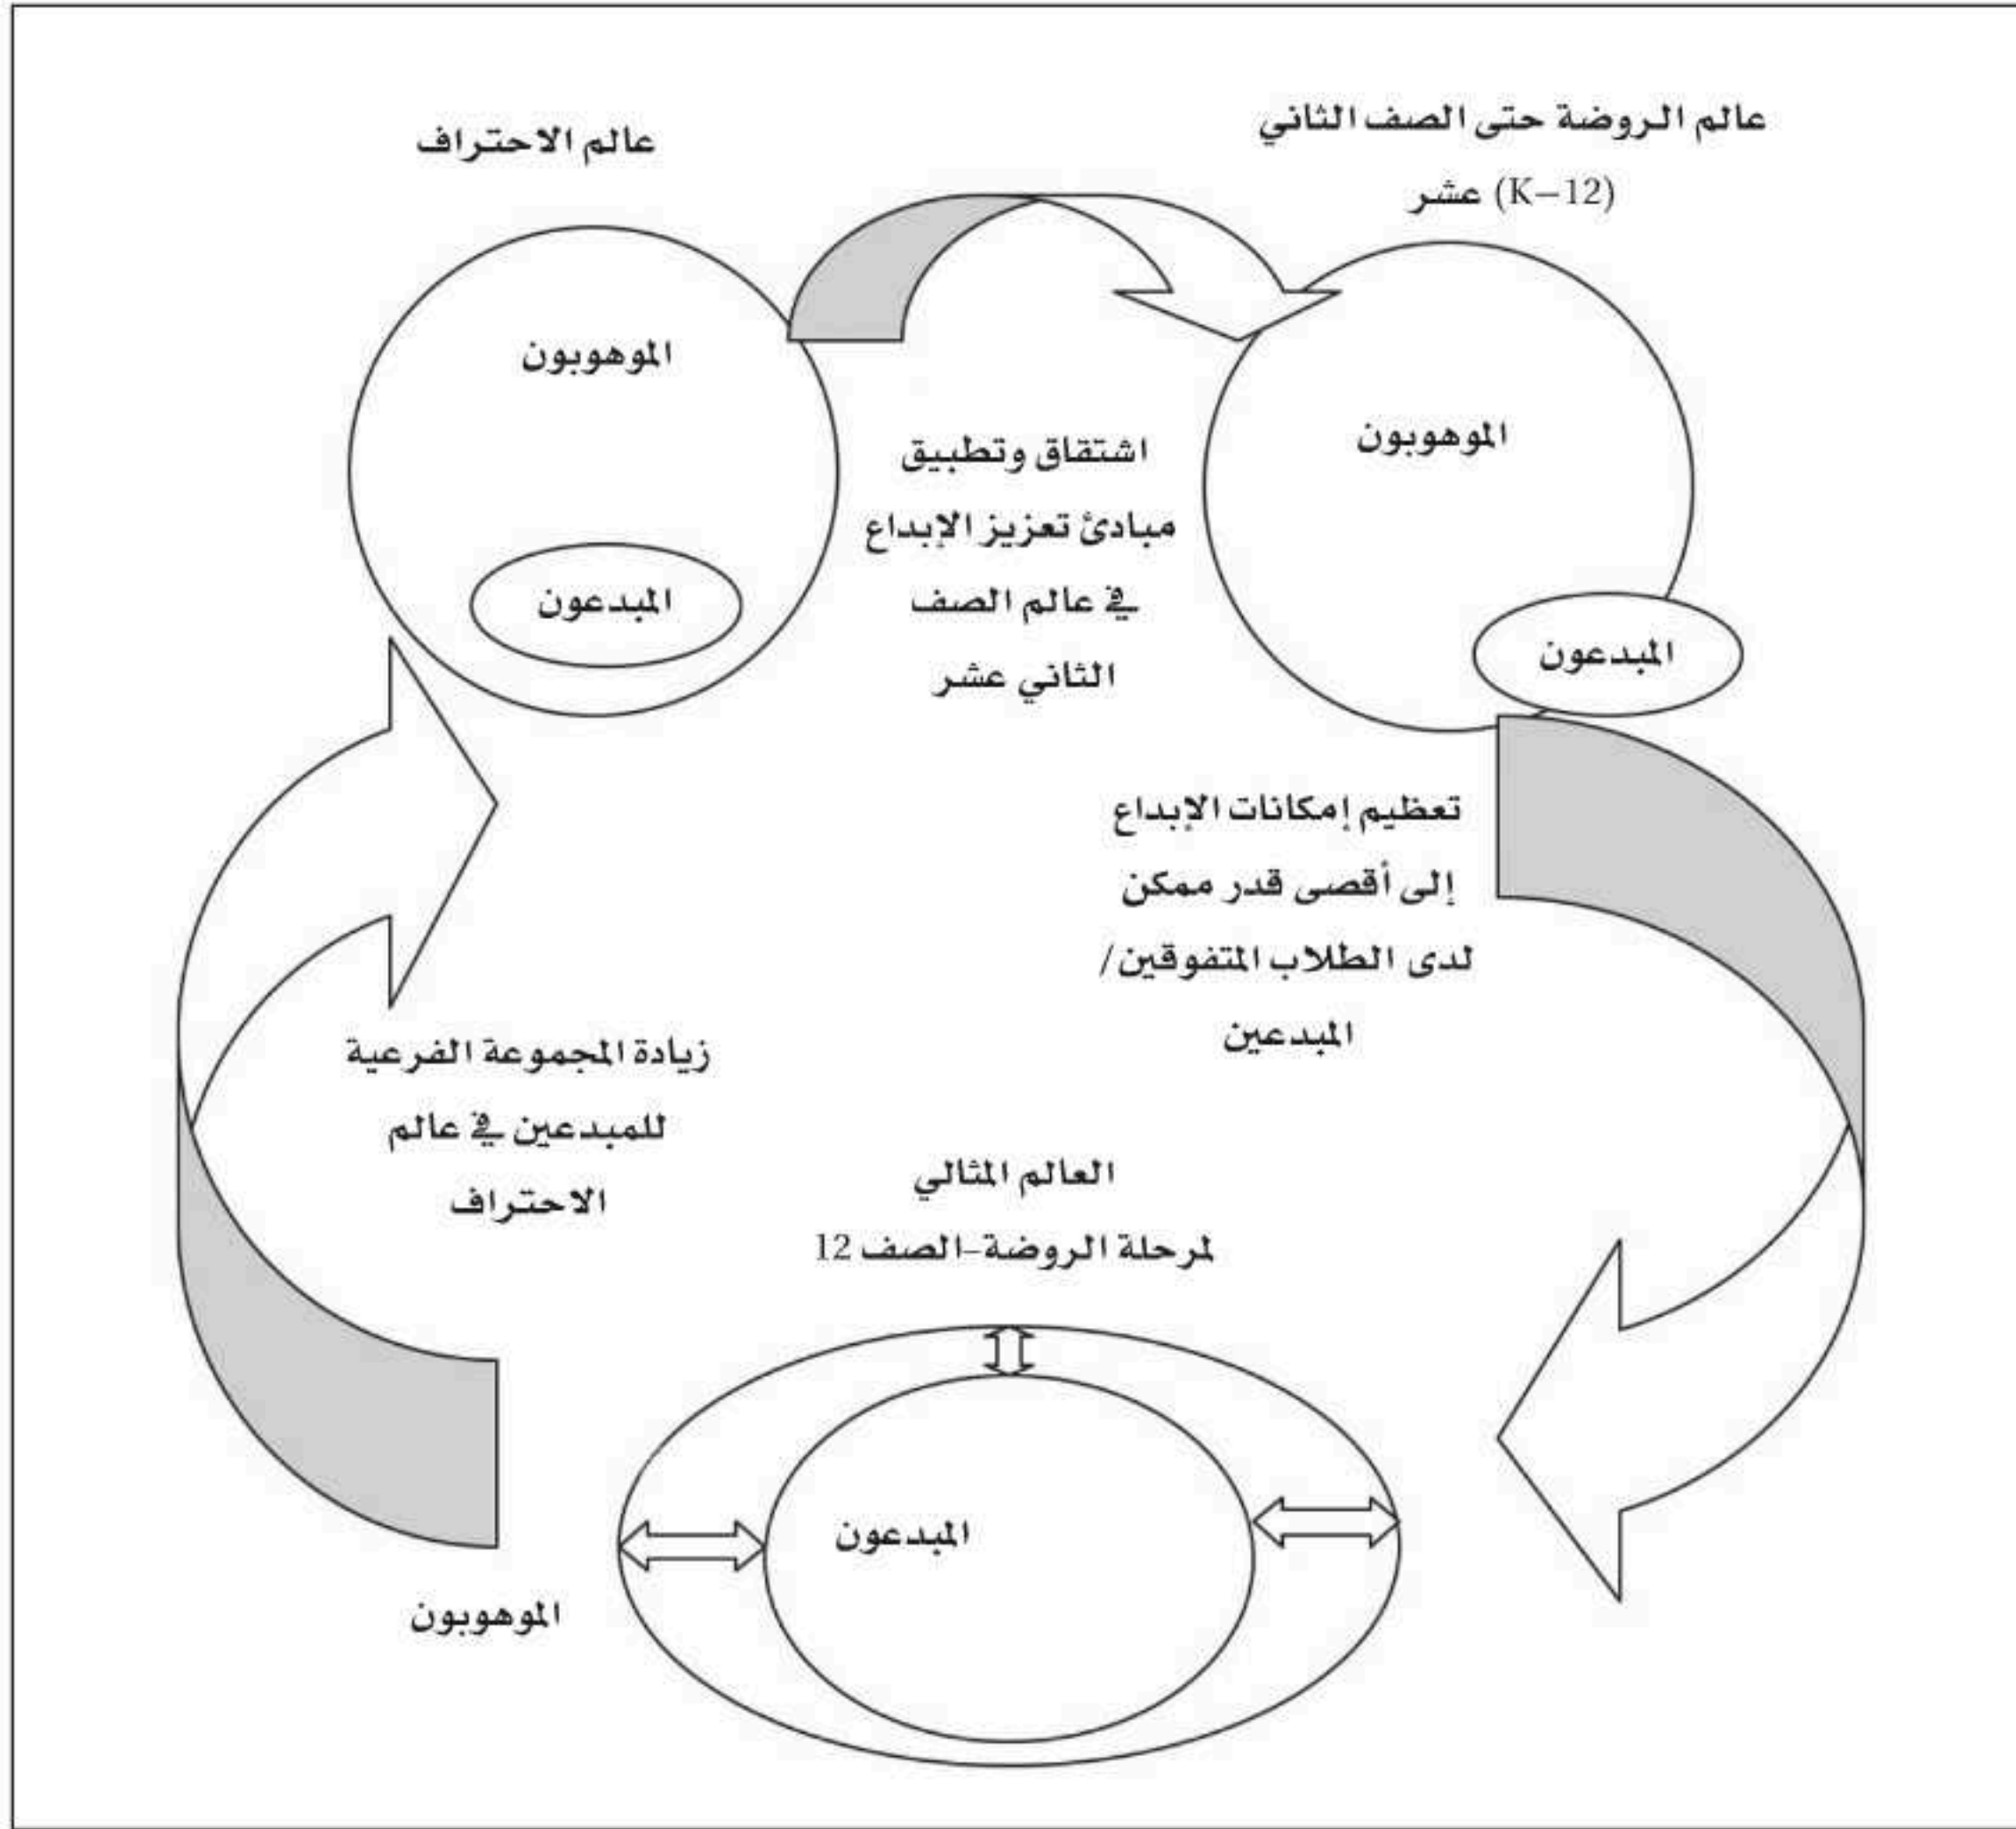 عالم الروضة حتى الصف الثاني
عشر (K–12)
عالم الاحتراف
الموهوبون
المبدعون
الموهوبون
المبدعون
اشتقاق وتطبيق
مبادئ تعزيز الإبداع
في عالم الصف
الثاني عشر
تعظيم إمكانات الإبداع
إلى أقصى قدر ممكن
لدى الطلاب المتفوقين/
المبدعين
زيادة المجموعة الفرعية
للمبدعين في عالم
الاحتراف
العالم المثالي
لمرحلة الروضة-الصف 12
المبدعون
الموهوبون